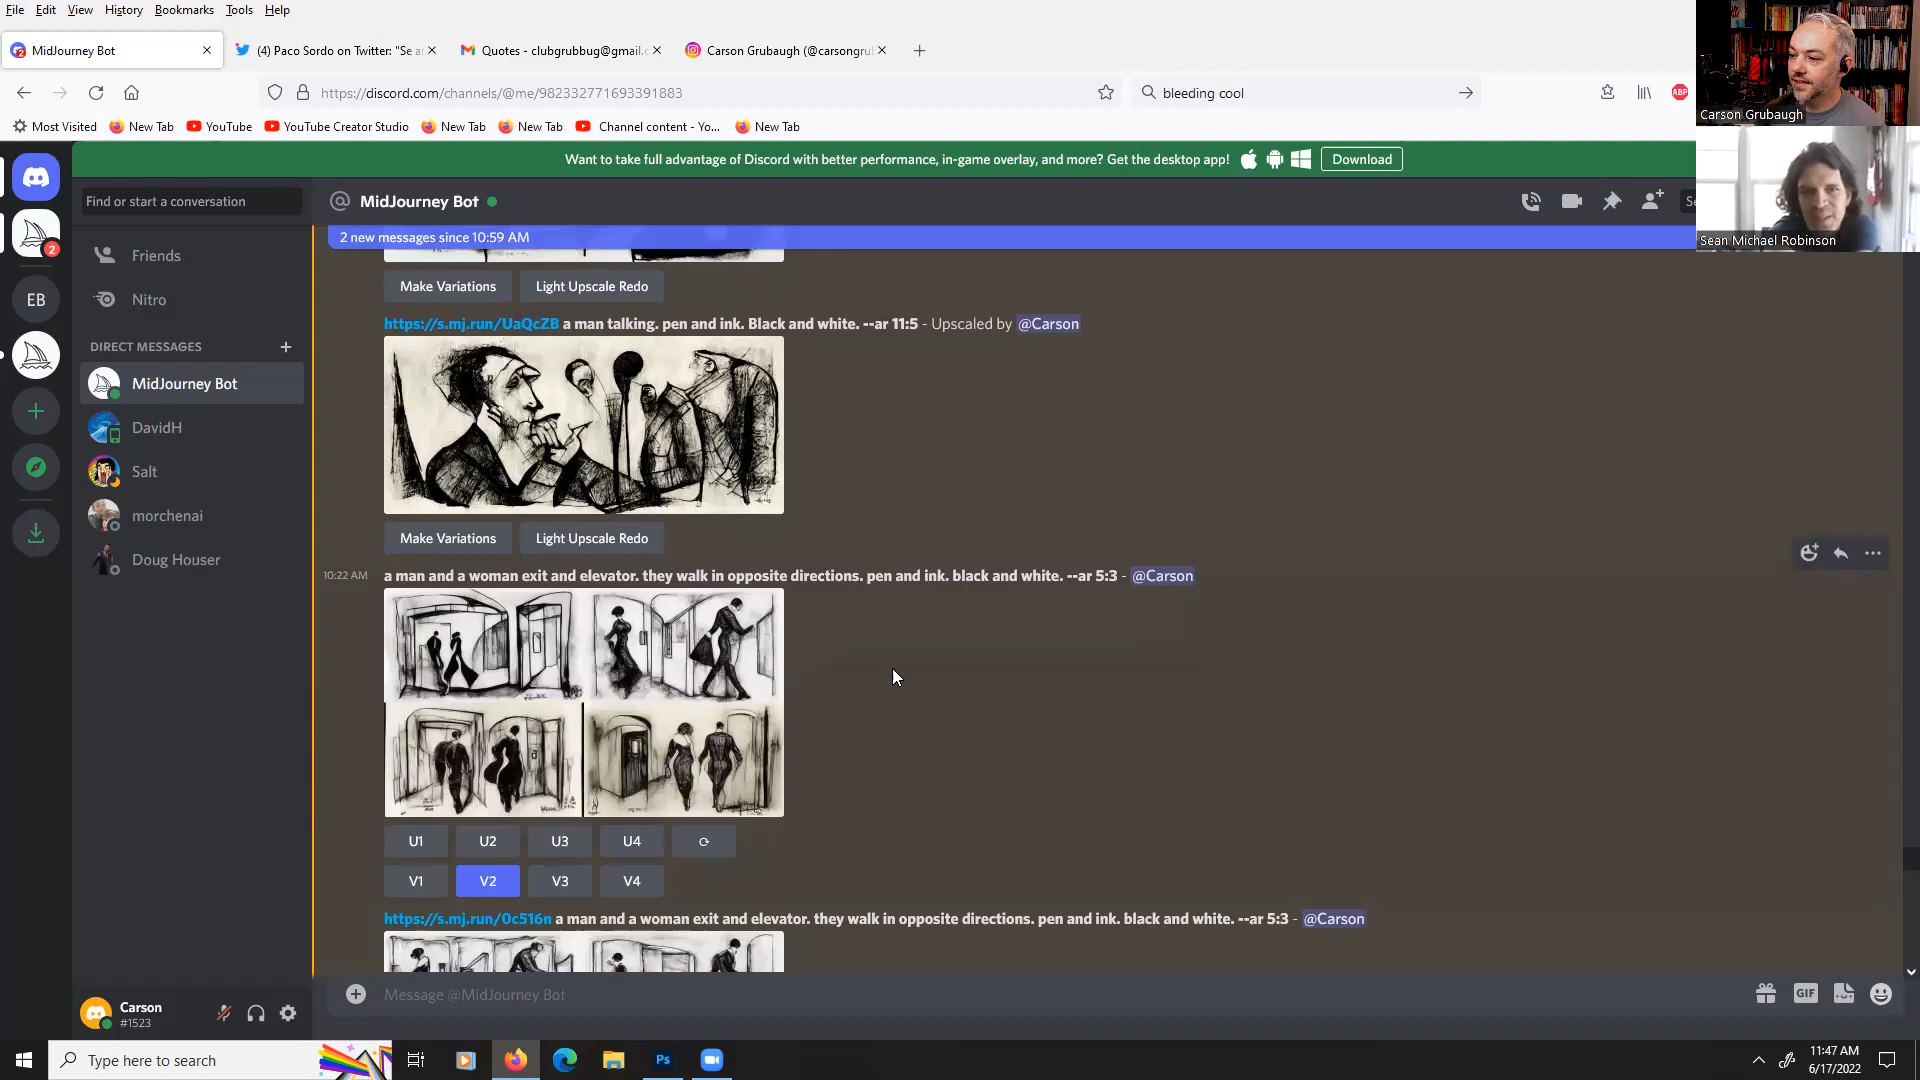 File Edit View History Bookmarks Tools Help
MidJourney Bot
(4) Paco Sordo on Twitter: "Se a
Quotes - clubgrubbug@gmail.c
Carson Grubaugh (@carsongru
https://discord.com/channels/@me/982332771693391883
bleeding cool
ABP
Most Visited
New Tab
YouTube
YouTube Creator Studio
New Tab
New Tab
Channel content - Yo...
New Tab
Carson Grubaugh
Sean Michael Robinson
Want to take full advantage of Discord with better performance, in-game overlay, and more? Get the desktop app!
Download
Find or start a conversation
@ MidJourney Bot
Se
2 new messages since 10:59 AM
2
EB
Friends
Nitro
DIRECT MESSAGES
MidJourney Bot
DavidH
Salt
morchenai
Doug Houser
Make Variations
Light Upscale Redo
https://s.mj.run/UaQcZB a man talking. pen and ink. Black and white. --ar 11:5 - Upscaled by @Carson
Make Variations
Light Upscale Redo
10:22 AM
a man and a woman exit and elevator. they walk in opposite directions. pen and ink. black and white. --ar 5:3 - @Carson
U1
U2
U3
U4
V1
V2
V3
V4
https://s.mj.run/0c516n a man and a woman exit and elevator. they walk in opposite directions. pen and ink. black and white. --ar 5:3 - @Carson
Message @MidJourney Bot
GIF
Carson
#1523
Type here to search
Ps
11:47 AM
6/17/2022